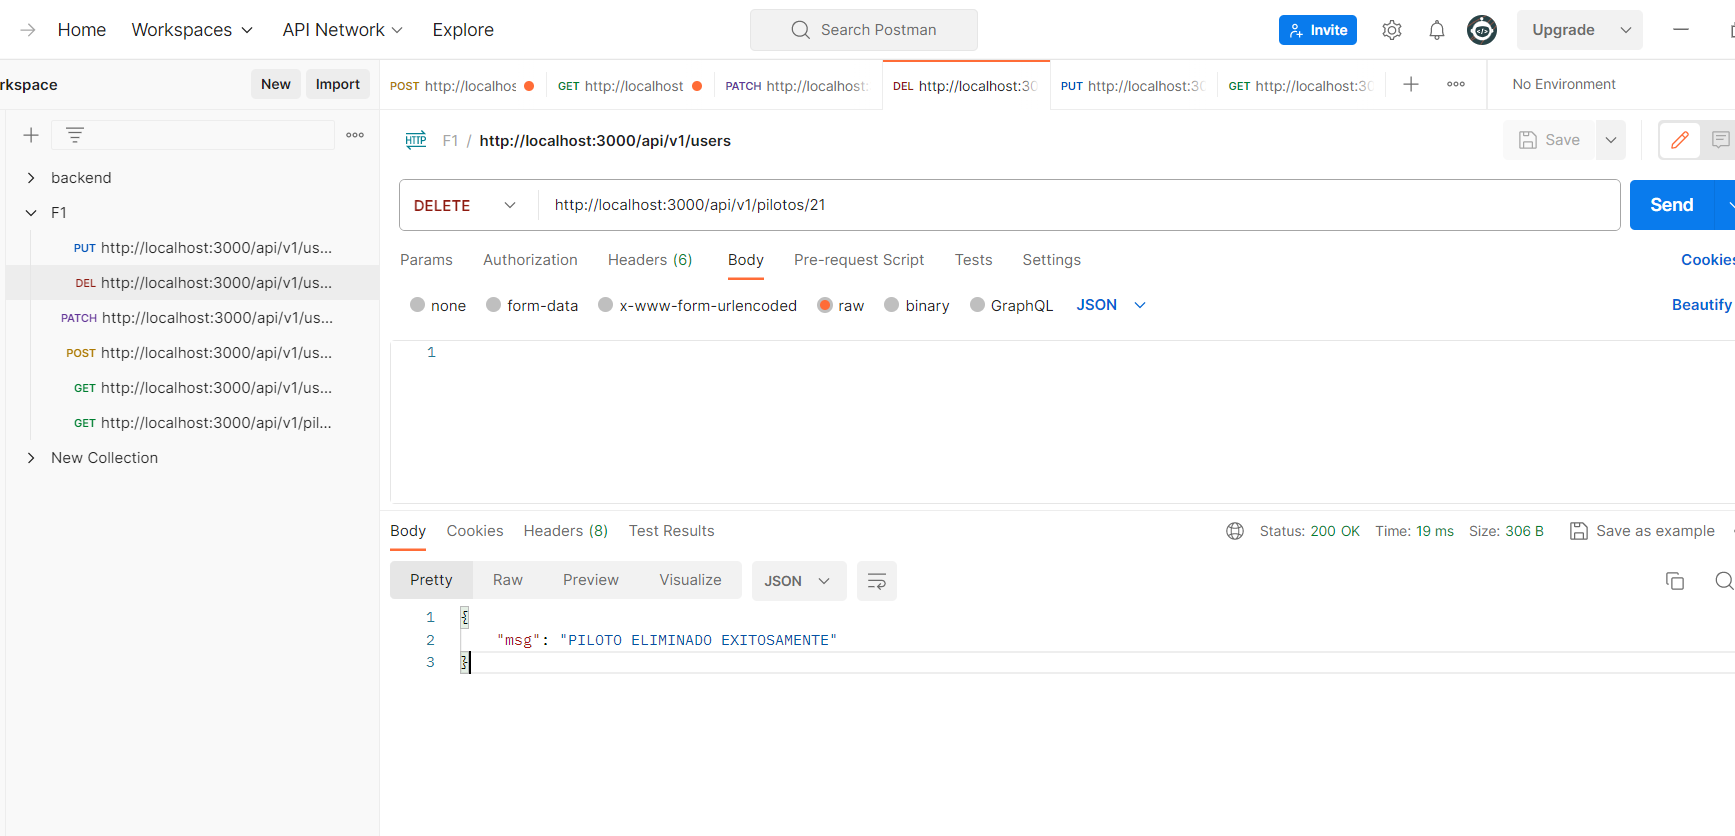 Home Workspaces API Network Explore Search Postman Invite Upgrade
rkspace New Import POST http://localhos GET http://localhost PATCH http://localhost: DEL http://localhost:30 PUT http://localhost:30 GET http://localhost:30 No Environment
HTTP F1 / http://localhost:3000/api/v1/users Save
backend
F1
PUT http://localhost:3000/api/v1/us...
DEL http://localhost:3000/api/v1/us...
PATCH http://localhost:3000/api/v1/us...
POST http://localhost:3000/api/v1/us...
GET http://localhost:3000/api/v1/us...
GET http://localhost:3000/api/v1/pil...
New Collection
DELETE http://localhost:3000/api/v1/pilotos/21 Send
Params Authorization Headers (6) Body Pre-request Script Tests Settings Cookies
none form-data x-www-form-urlencoded raw binary GraphQL JSON Beautify
1
Body Cookies Headers (8) Test Results Status: 200 OK Time: 19 ms Size: 306 B Save as example
Pretty Raw Preview Visualize JSON
1 {
2 "msg": "PILOTO ELIMINADO EXITOSAMENTE"
3 }